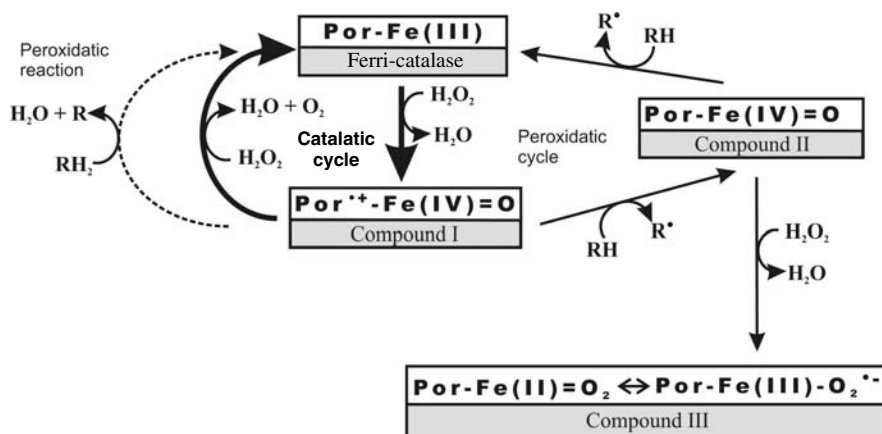 Por-Fe(III)
Ferri-catalase
Peroxidatic
reaction
H₂O + R
RH₂
H₂O + O₂
H₂O₂
Catalatic
cycle
H₂O₂
H₂O
R•
RH
Peroxidatic
cycle
Por-Fe(IV)=O
Compound II
Por•⁺-Fe(IV)=O
Compound I
RH
R•
H₂O₂
H₂O
Por-Fe(II)=O₂ ↔ Por-Fe(III)-O₂•⁻
Compound III